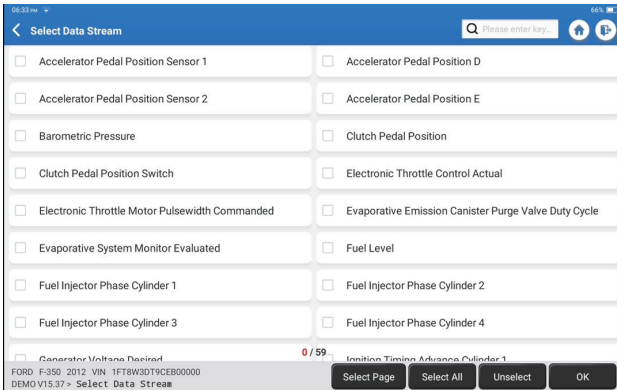 06:33 PM
66%
Select Data Stream
Please enter key...
Accelerator Pedal Position Sensor 1
Accelerator Pedal Position D
Accelerator Pedal Position Sensor 2
Accelerator Pedal Position E
Barometric Pressure
Clutch Pedal Position
Clutch Pedal Position Switch
Electronic Throttle Control Actual
Electronic Throttle Motor Pulsewidth Commanded
Evaporative Emission Canister Purge Valve Duty Cycle
Evaporative System Monitor Evaluated
Fuel Level
Fuel Injector Phase Cylinder 1
Fuel Injector Phase Cylinder 2
Fuel Injector Phase Cylinder 3
Fuel Injector Phase Cylinder 4
Generator Voltage Desired
0 / 59
Ignition Timing Advance Cylinder 1
FORD F-350 2012 VIN 1FT8W3DT9CEB00000
DEMO V15.37 > Select Data Stream
Select Page
Select All
Unselect
OK